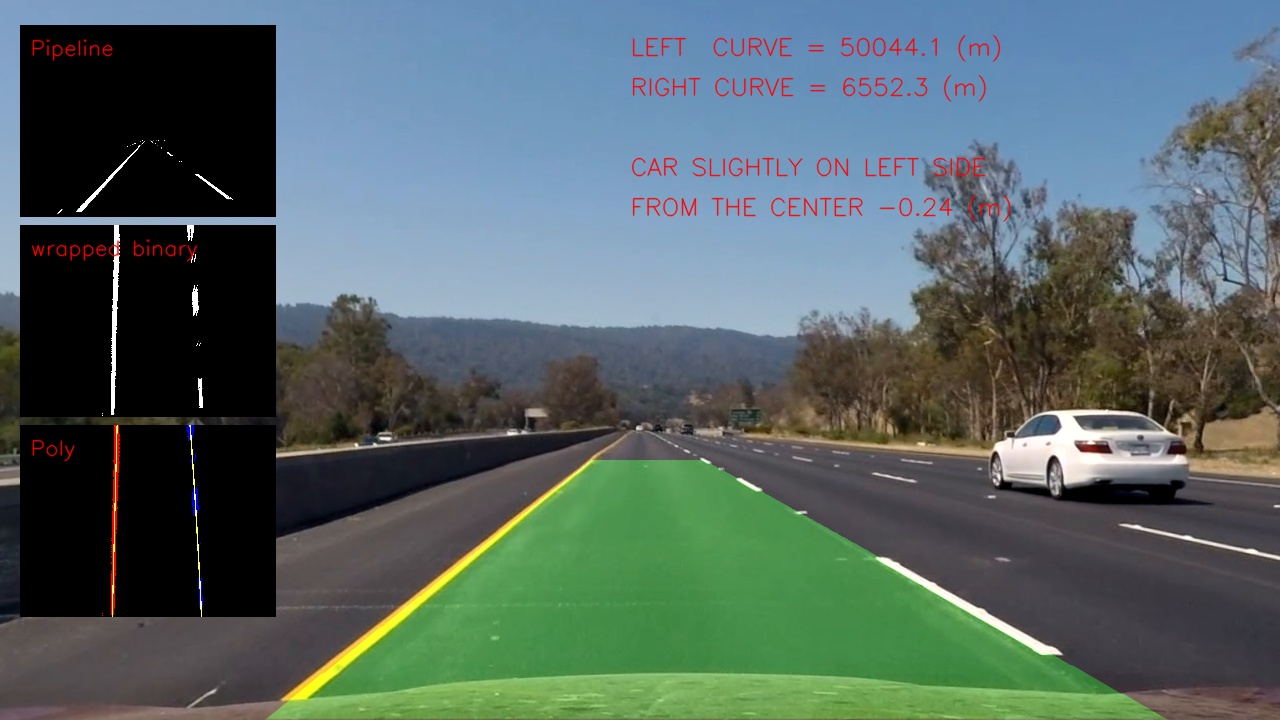 Pipeline
LEFT CURVE = 50044.1 (m)
RIGHT CURVE = 6552.3 (m)
CAR SLIGHTLY ON LEFT SIDE
FROM THE CENTER -0.24 (m)
wrapped binary
Poly